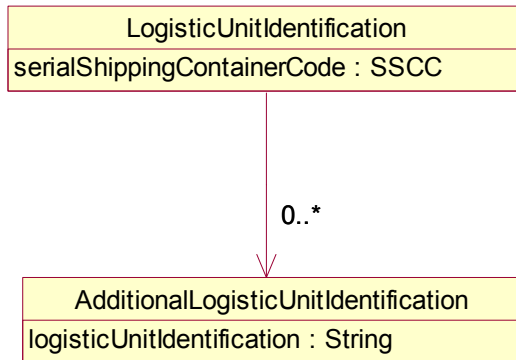 LogisticUnitIdentification
serialShippingContainerCode : SSCC
0..*
AdditionalLogisticUnitIdentification
logisticUnitIdentification : String